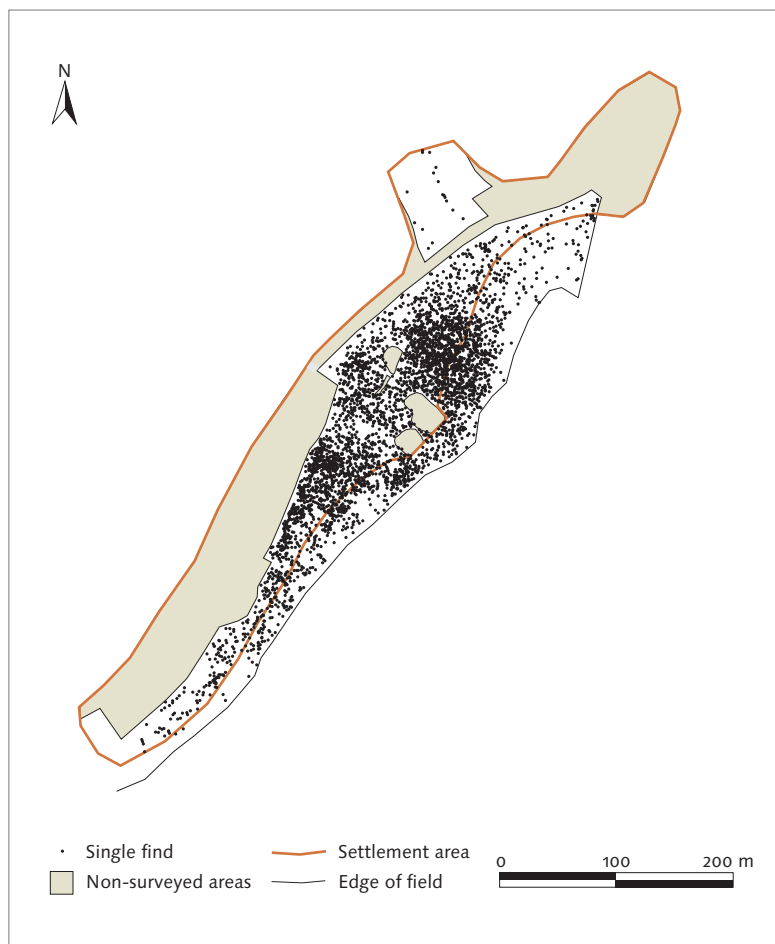 N
Single find
Settlement area
Non-surveyed areas
Edge of field
0 100 200 m